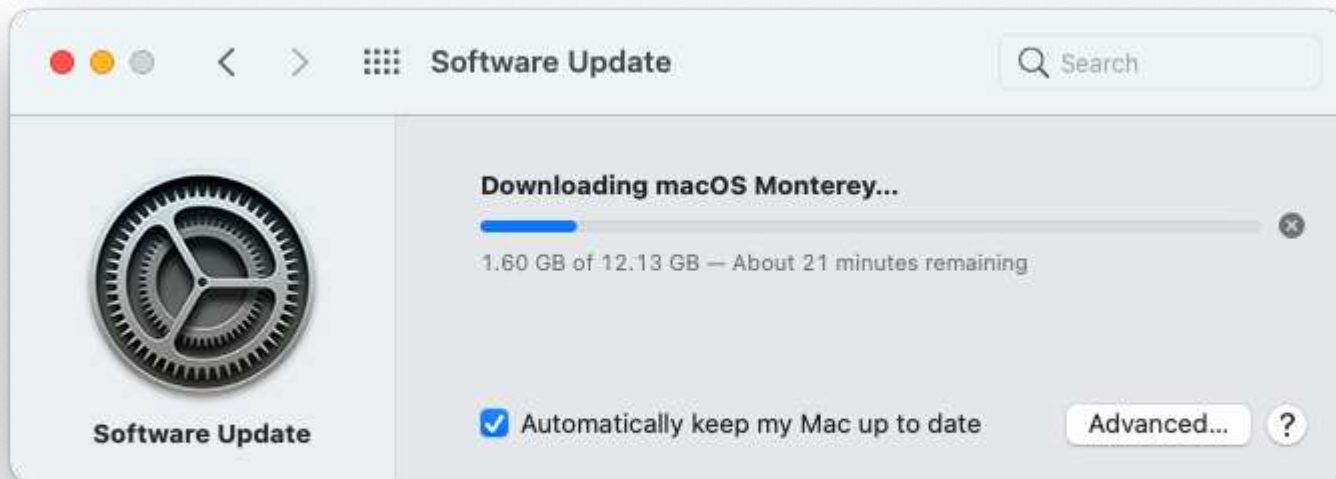 Software Update
Search
Downloading macOS Monterey...
1.60 GB of 12.13 GB — About 21 minutes remaining
Software Update
Automatically keep my Mac up to date
Advanced...
?